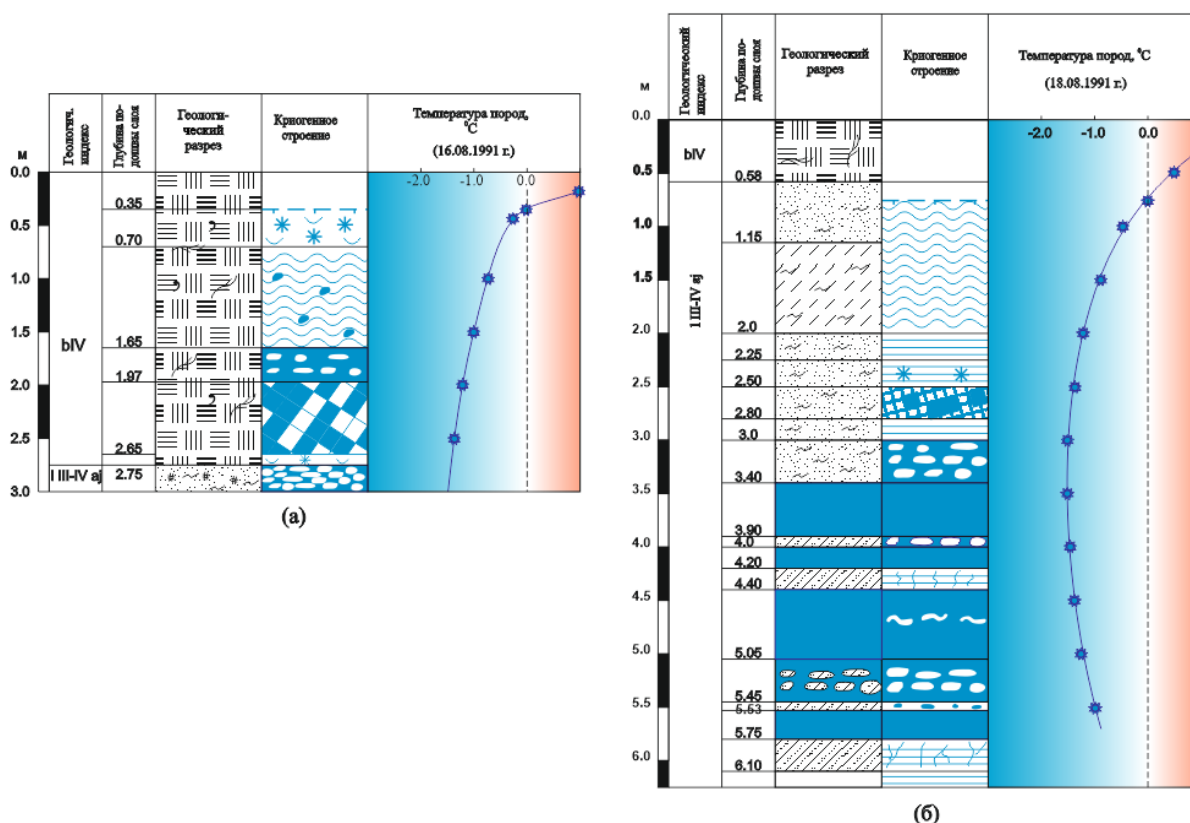 Геологич.
индекс
Глубина по-
дошвы слоя
Геологи-
ческий
разрез
Криогенное
строение
Температура пород,
°C
(16.08.1991 г.)
м
0.0
0.5
1.0
1.5
2.0
2.5
3.0
bIV
l III-IV aj
0.35
0.70
1.65
1.97
2.65
2.75
-2.0 -1.0 0.0
(а)
Геологический
индекс
Глубина по-
дошвы слоя
Геологический
разрез
Криогенное
строение
Температура пород, °C
(18.08.1991 г.)
м
0.0
0.5
1.0
1.5
2.0
2.5
3.0
3.5
4.0
4.5
5.0
5.5
6.0
bIV
l III-IV aj
0.58
1.15
2.0
2.25
2.50
2.80
3.0
3.40
3.90
4.0
4.20
4.40
5.05
5.45
5.53
5.75
6.10
-2.0 -1.0 0.0
(б)